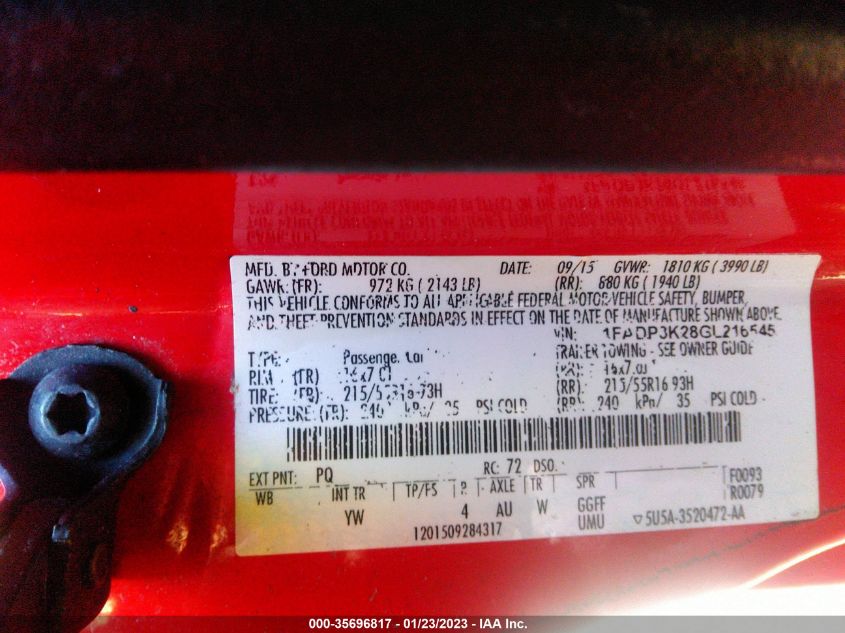 MFD. BY FORD MOTOR CO. DATE: 09/15 GVWR: 1810 KG ( 3990 LB)
GAWR:(FR): 972 KG ( 2143 LB) (RR): 880 KG ( 1940 LB)
THIS VEHICLE CONFORMS TO ALL APPLICABLE FEDERAL MOTOR VEHICLE SAFETY, BUMPER,
AND THEFT PREVENTION STANDARDS IN EFFECT ON THE DATE OF MANUFACTURE SHOWN ABOVE.
VIN: 1FADP3K28GL216545
TYPE: Passenger Car TRAILER TOWING - SEE OWNER GUIDE
RIM: (FR) 16x7.0J 16x7.0J
TIRE: (FR): 215/55R16 93H (RR): 215/55R16 93H
PRESSURE (FR): 240 kPa/ 35 PSI COLD (RR): 240 kPa/ 35 PSI COLD
EXT PNT: PQ RC: 72 DSO: F0093
WB INT TR TP/FS R AXLE TR SPR R0079
YW 4 AU W GGFF
UMU
1201509284317 5U5A-3520472-AA
000-35696817 - 01/23/2023 - IAA Inc.